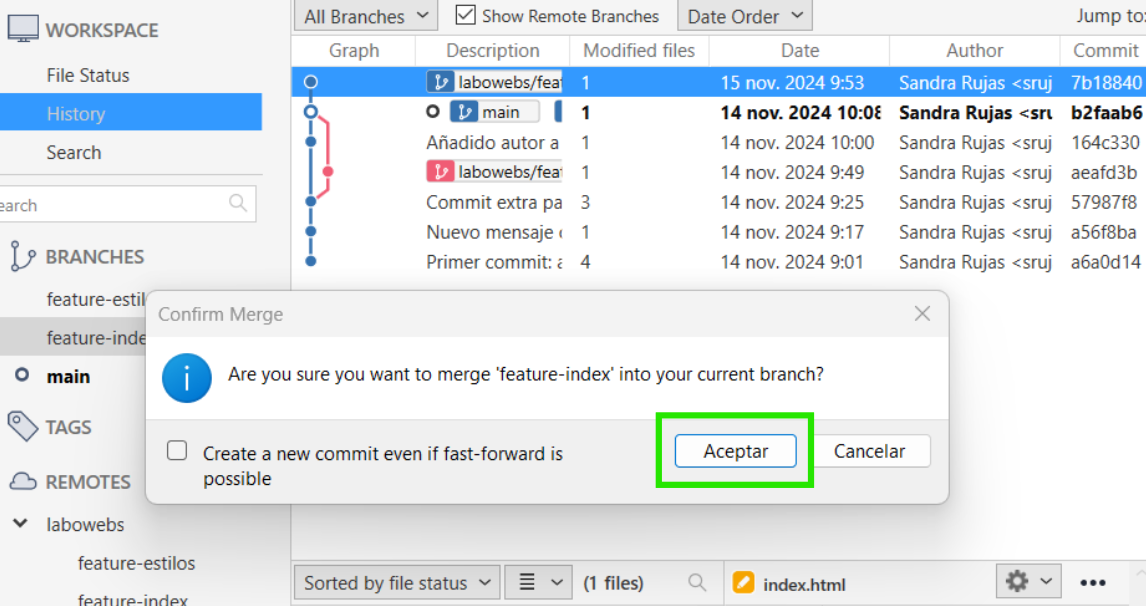 WORKSPACE
File Status
History
Search
earch
BRANCHES
feature-estil
feature-inde
main
TAGS
REMOTES
labowebs
feature-estilos
feature-index
All Branches Show Remote Branches Date Order Jump to:
Graph Description Modified files Date Author Commit
labowebs/feat 1 15 nov. 2024 9:53 Sandra Rujas <sruj 7b18840
main 1 14 nov. 2024 10:08 Sandra Rujas <sru b2faab6
Añadido autor a 1 14 nov. 2024 10:00 Sandra Rujas <sruj 164c330
labowebs/feat 1 14 nov. 2024 9:49 Sandra Rujas <sruj aeafd3b
Commit extra pa 3 14 nov. 2024 9:25 Sandra Rujas <sruj 57987f8
Nuevo mensaje 1 14 nov. 2024 9:17 Sandra Rujas <sruj a56f8ba
Primer commit: a 4 14 nov. 2024 9:01 Sandra Rujas <sruj a6a0d14
Confirm Merge
Are you sure you want to merge 'feature-index' into your current branch?
Create a new commit even if fast-forward is
possible
Aceptar Cancelar
Sorted by file status (1 files) index.html